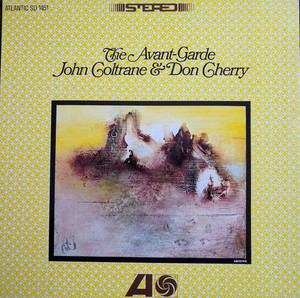 ATLANTIC SD 1451
STEREO
The Avant-Garde
John Coltrane & Don Cherry